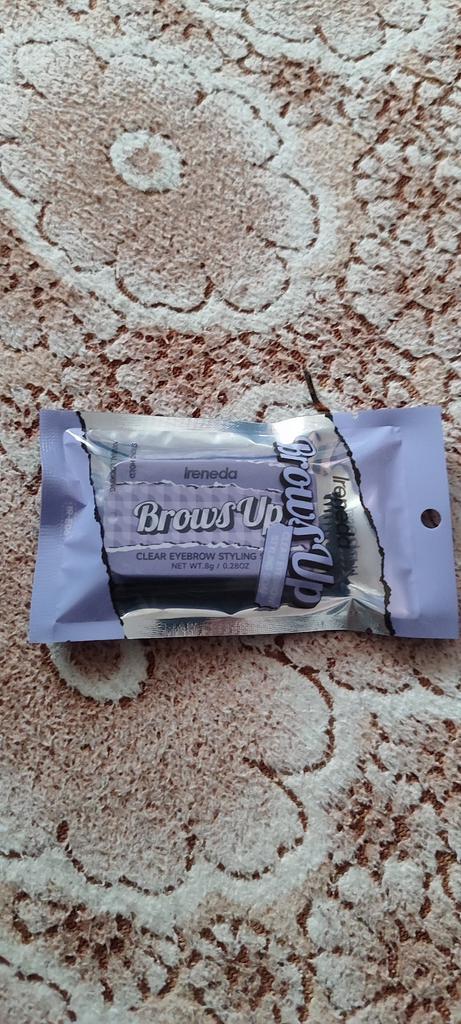 Ireneda
Brows Up
CLEAR EYEBROW STYLING
NET WT.8g / 0.28OZ
Brows Up
Ireneda